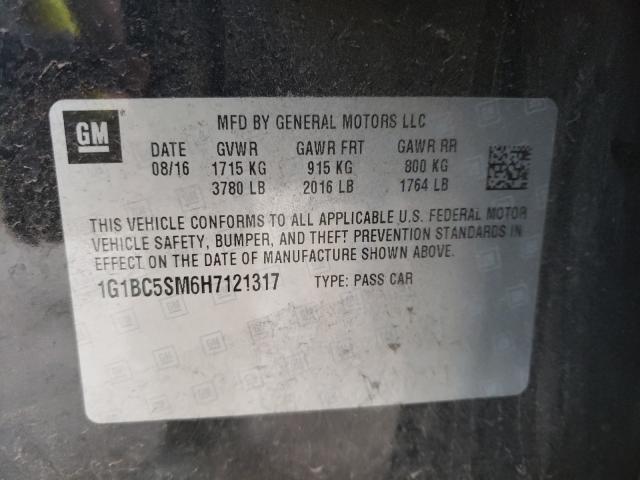 GM
MFD BY GENERAL MOTORS LLC
DATE GVWR GAWR FRT GAWR RR
08/16 1715 KG 915 KG 800 KG
3780 LB 2016 LB 1764 LB
THIS VEHICLE CONFORMS TO ALL APPLICABLE U.S. FEDERAL MOTOR
VEHICLE SAFETY, BUMPER, AND THEFT PREVENTION STANDARDS IN
EFFECT ON THE DATE OF MANUFACTURE SHOWN ABOVE.
1G1BC5SM6H7121317 TYPE: PASS CAR